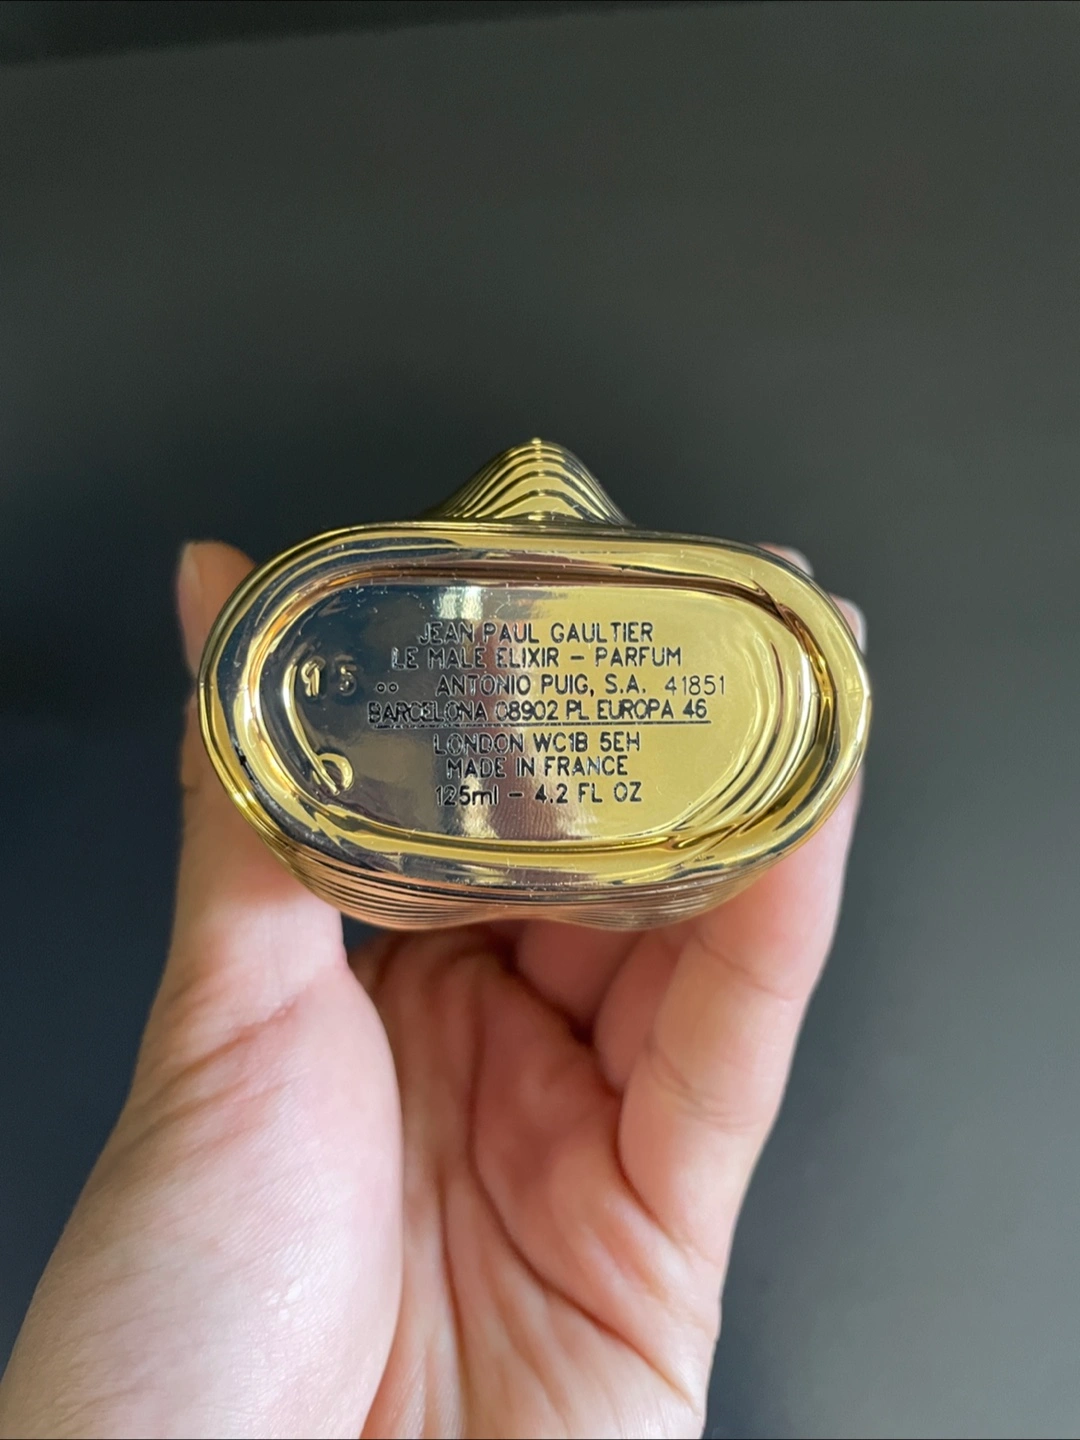 JEAN PAUL GAULTIER
LE MALE ELIXIR – PARFUM
195 °° ANTONIO PUIG, S.A. 41851
BARCELONA 08902 PL EUROPA 46
LONDON WC1B 5EH
MADE IN FRANCE
125ml – 4.2 FL OZ